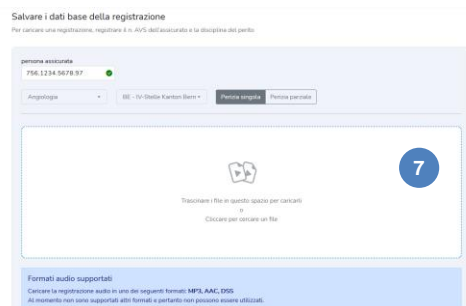 Salvare i dati base della registrazione
Per caricare una registrazione, registrare il n. AVS dell'assicurato e la disciplina del perito
persona assicurata
756.1234.5678.97
Angiologia
BE - IV-Stelle Kanton Bern
Perizia singola Perizia parziale
7
Trascinare i file in questo spazio per caricarli
o
Cliccare per cercare un file
Formati audio supportati
Caricare la registrazione audio in uno dei seguenti formati: MP3, AAC, DSS.
Al momento non sono supportati altri formati e pertanto non possono essere utilizzati.